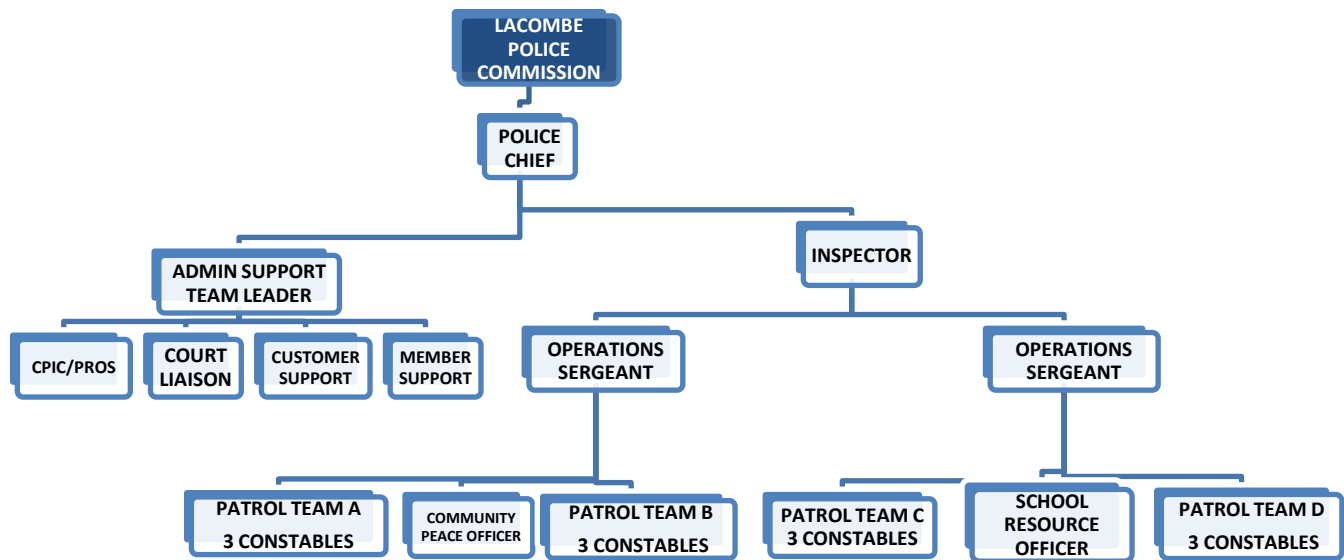 LACOMBE
POLICE
COMMISSION
POLICE
CHIEF
ADMIN SUPPORT
TEAM LEADER
INSPECTOR
CPIC/PROS
COURT
LIAISON
CUSTOMER
SUPPORT
MEMBER
SUPPORT
OPERATIONS
SERGEANT
OPERATIONS
SERGEANT
PATROL TEAM A
3 CONSTABLES
COMMUNITY
PEACE OFFICER
PATROL TEAM B
3 CONSTABLES
PATROL TEAM C
3 CONSTABLES
SCHOOL
RESOURCE
OFFICER
PATROL TEAM D
3 CONSTABLES